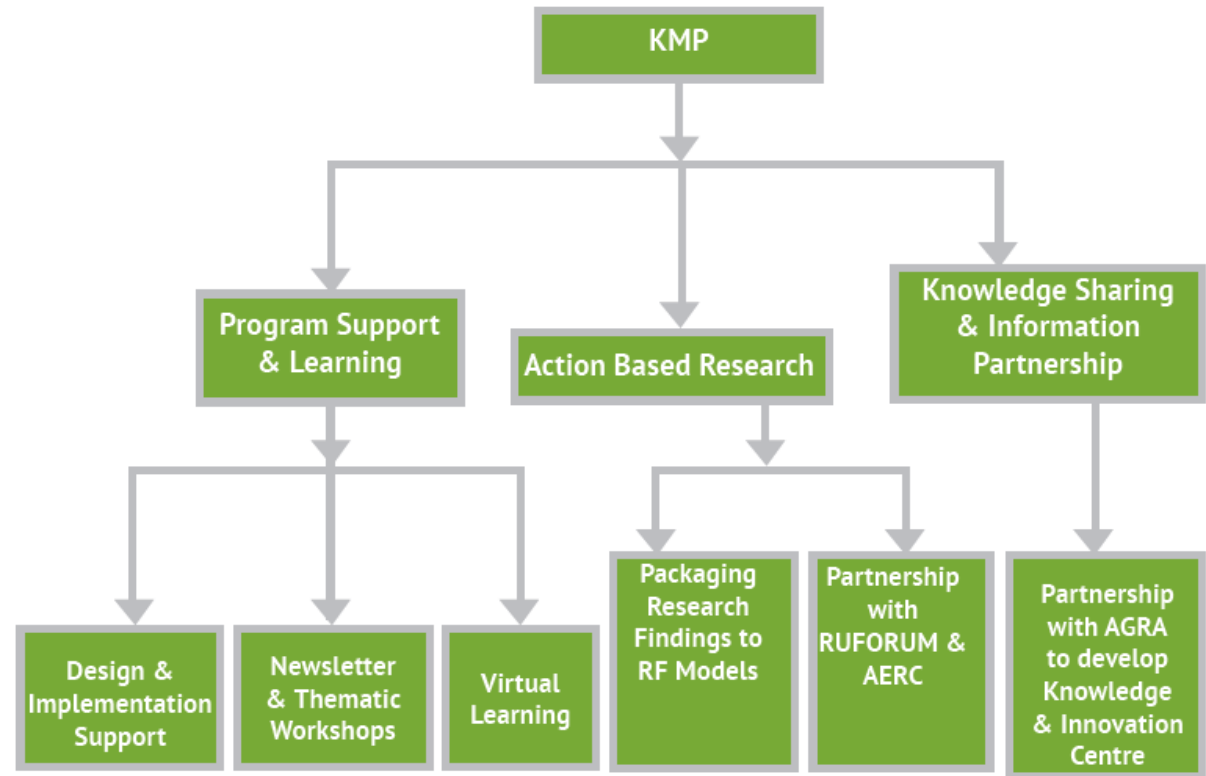 KMP
Program Support
& Learning
Action Based Research
Knowledge Sharing
& Information
Partnership
Design &
Implementation
Support
Newsletter
& Thematic
Workshops
Virtual
Learning
Packaging
Research
Findings to
RF Models
Partnership
with
RUFORUM &
AERC
Partnership
with AGRA
to develop
Knowledge
& Innovation
Centre